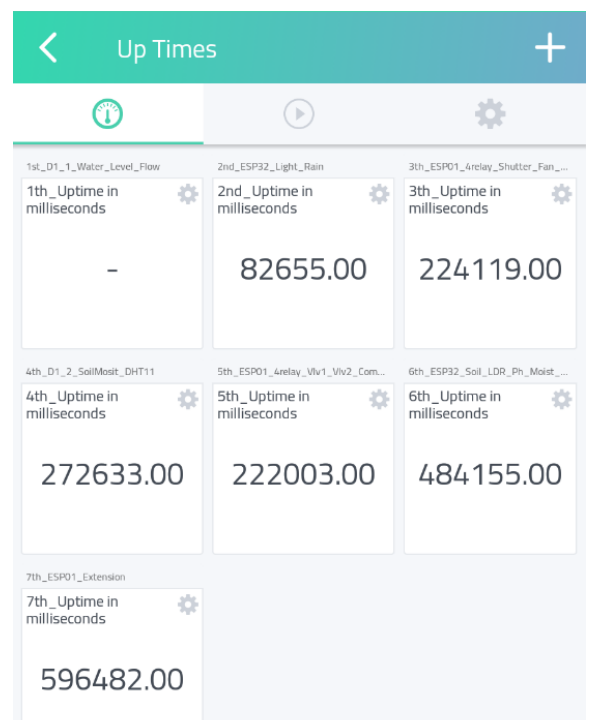 Up Times
1st_D1_1_Water_Level_Flow
1th_Uptime in
milliseconds
-
2nd_ESP32_Light_Rain
2nd_Uptime in
milliseconds
82655.00
3th_ESP01_4relay_Shutter_Fan_...
3th_Uptime in
milliseconds
224119.00
4th_D1_2_SoilMosit_DHT11
4th_Uptime in
milliseconds
272633.00
5th_ESP01_4relay_Vlv1_Vlv2_Com...
5th_Uptime in
milliseconds
222003.00
6th_ESP32_Soil_LDR_Ph_Moist_...
6th_Uptime in
milliseconds
484155.00
7th_ESP01_Extension
7th_Uptime in
milliseconds
596482.00